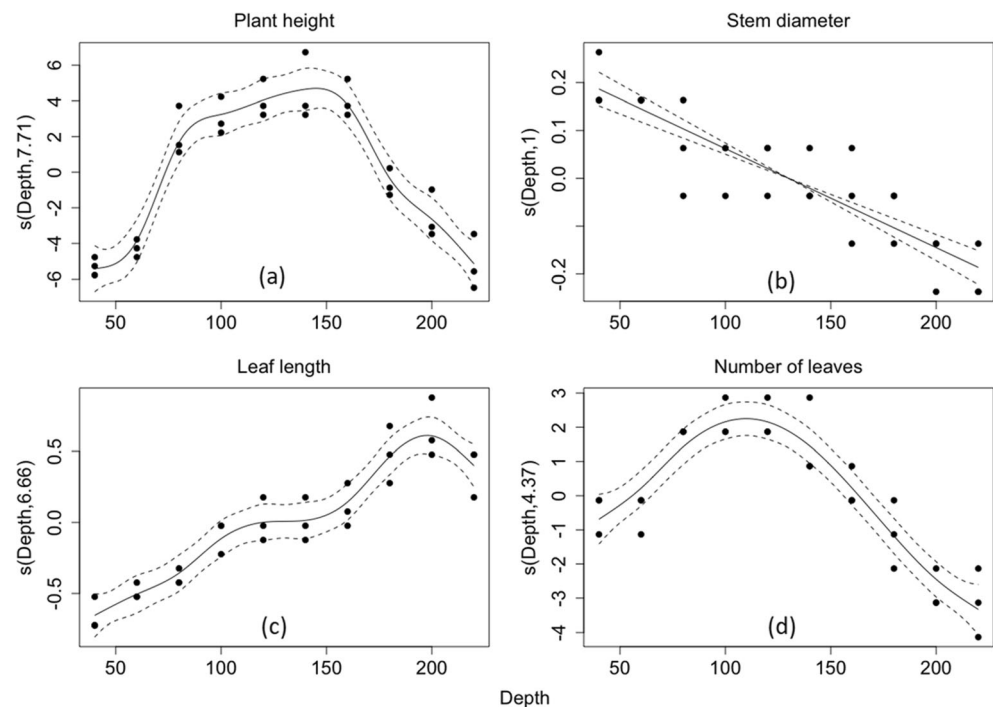 Plant height
s(Depth,7.71)
6
4
2
0
-2
-4
-6
(a)
50 100 150 200
Stem diameter
s(Depth,1)
0.2
0.1
0.0
-0.2
(b)
50 100 150 200
Leaf length
s(Depth,6.66)
0.5
0.0
-0.5
(c)
50 100 150 200
Number of leaves
s(Depth,4.37)
3
2
1
0
-1
-2
-3
-4
(d)
50 100 150 200
Depth